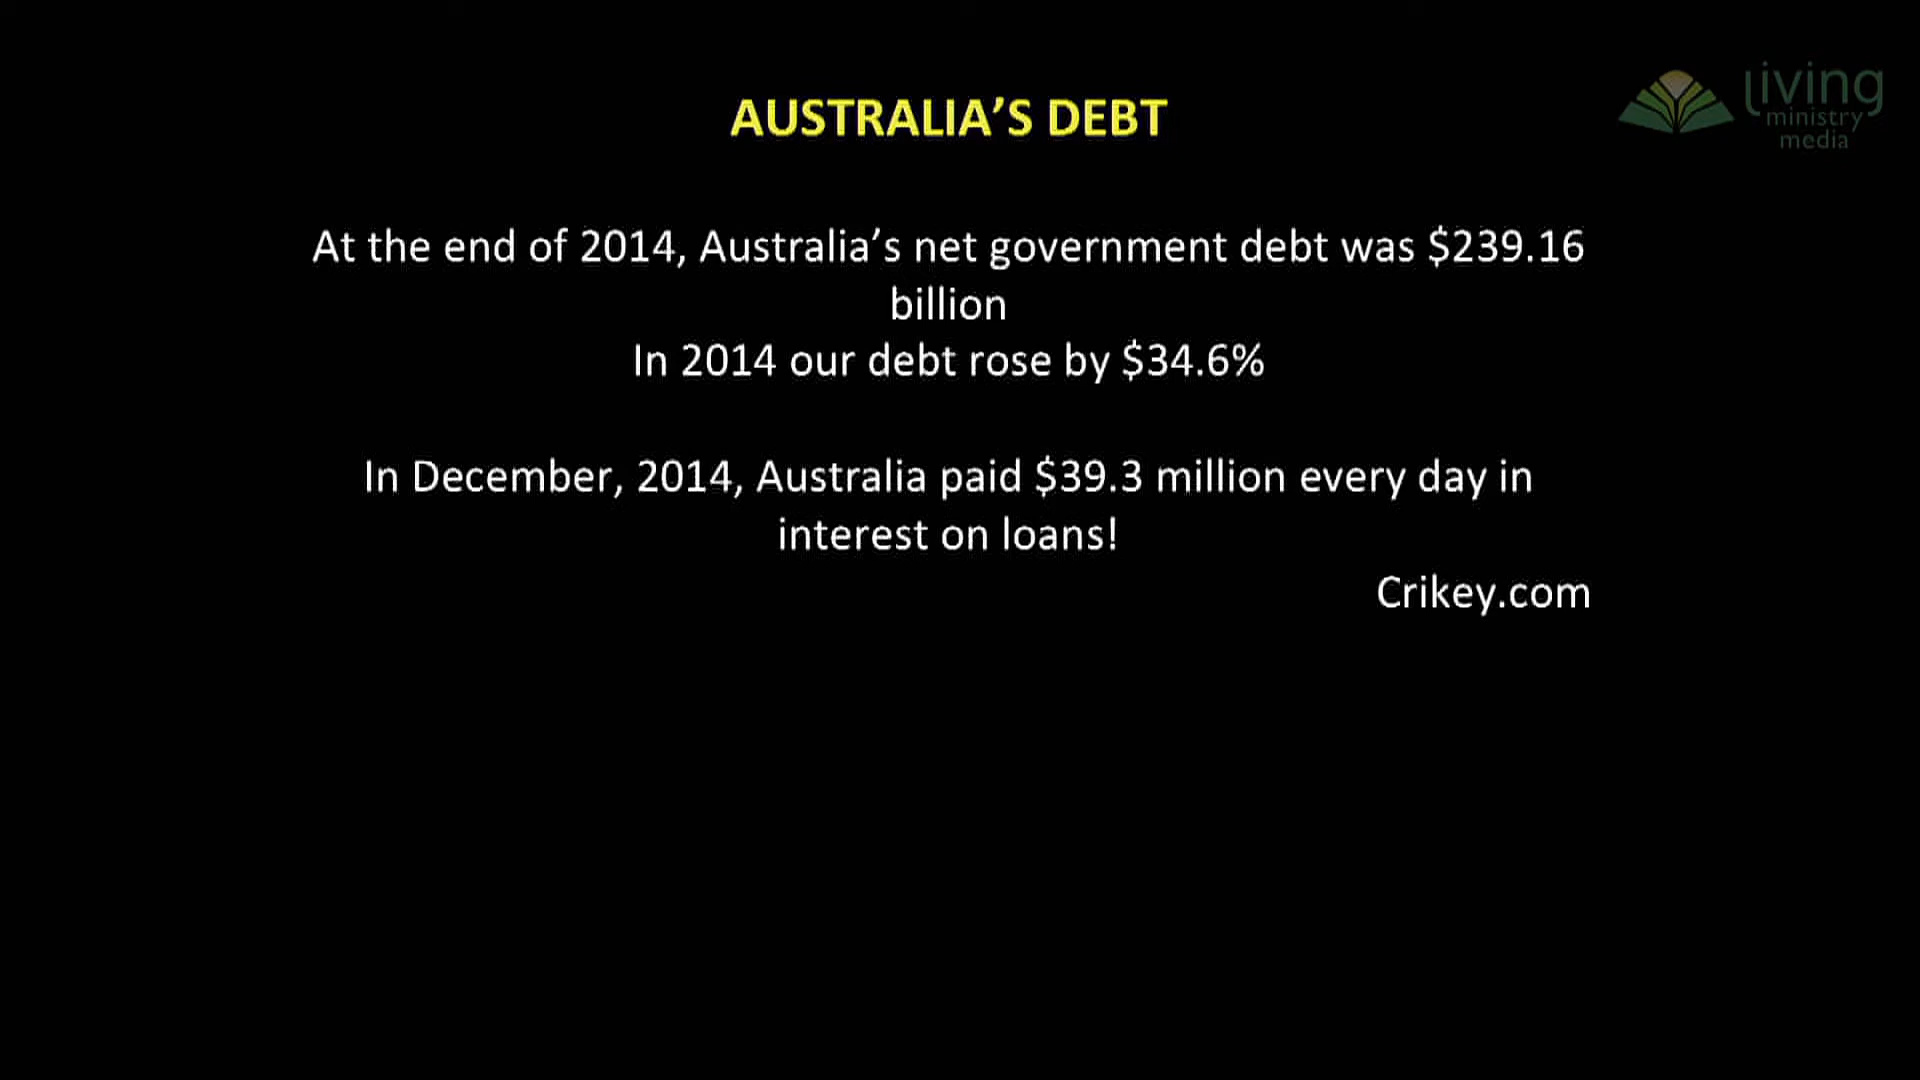 living
ministry
media
AUSTRALIA’S DEBT
At the end of 2014, Australia’s net government debt was $239.16
billion
In 2014 our debt rose by $34.6%
In December, 2014, Australia paid $39.3 million every day in
interest on loans!
Crikey.com